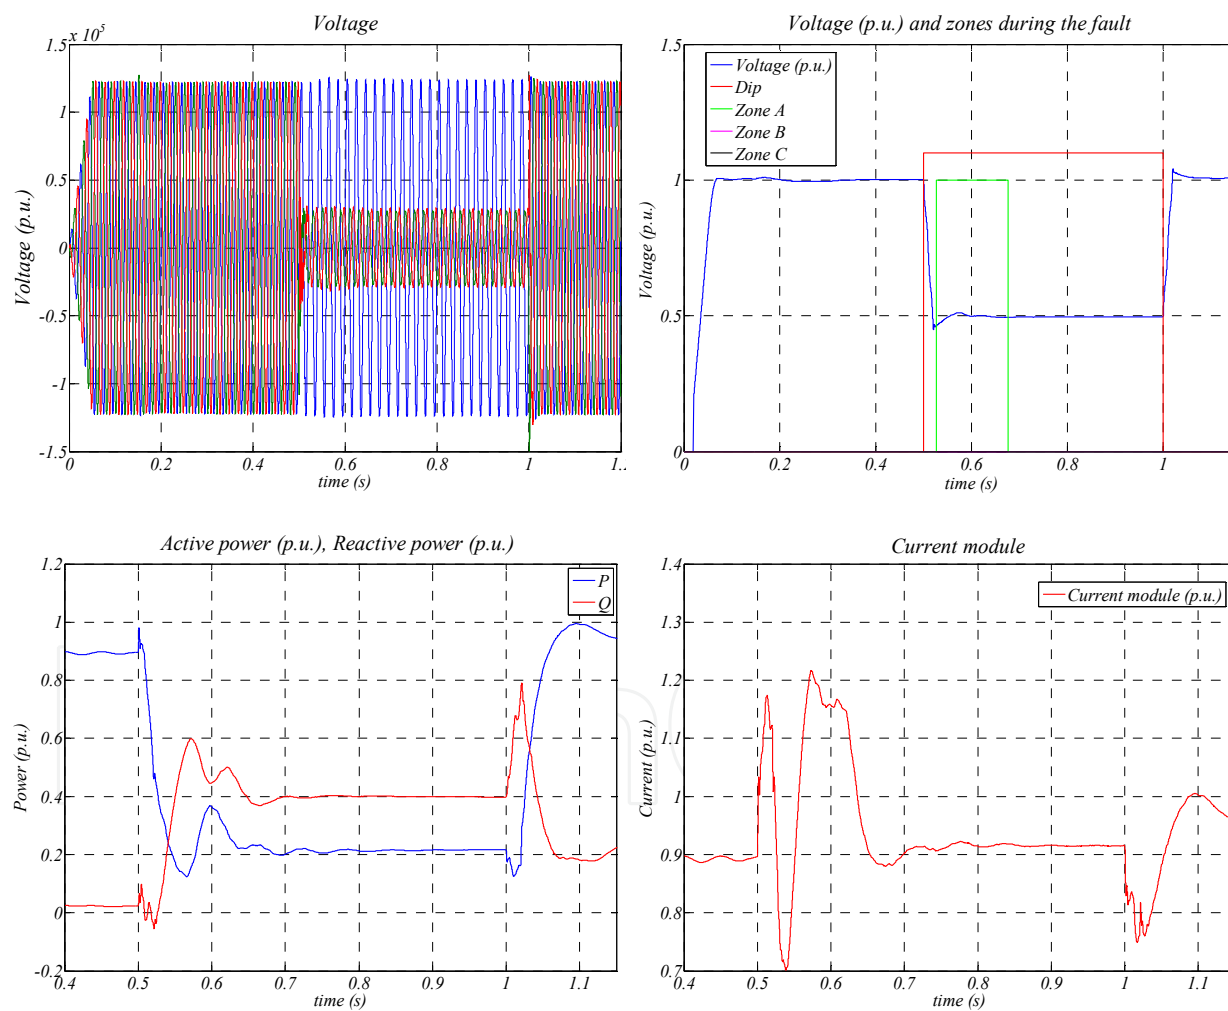 Voltage
x 10^5
1.5
1
0.5
0
-0.5
-1
-1.5
Voltage (p.u.)
0 0.2 0.4 0.6 0.8 1 1..
time (s)
Voltage (p.u.) and zones during the fault
1.5
1
0.5
0
Voltage (p.u.)
Voltage (p.u.)
Dip
Zone A
Zone B
Zone C
0 0.2 0.4 0.6 0.8 1
time (s)
Active power (p.u.), Reactive power (p.u.)
1.2
1
0.8
0.6
0.4
0.2
0
-0.2
Power (p.u.)
P
Q
0.4 0.5 0.6 0.7 0.8 0.9 1 1.1
time (s)
Current module
1.4
1.3
1.2
1.1
1
0.9
0.8
0.7
Current (p.u.)
Current module (p.u.)
0.4 0.5 0.6 0.7 0.8 0.9 1 1.1
time (s)